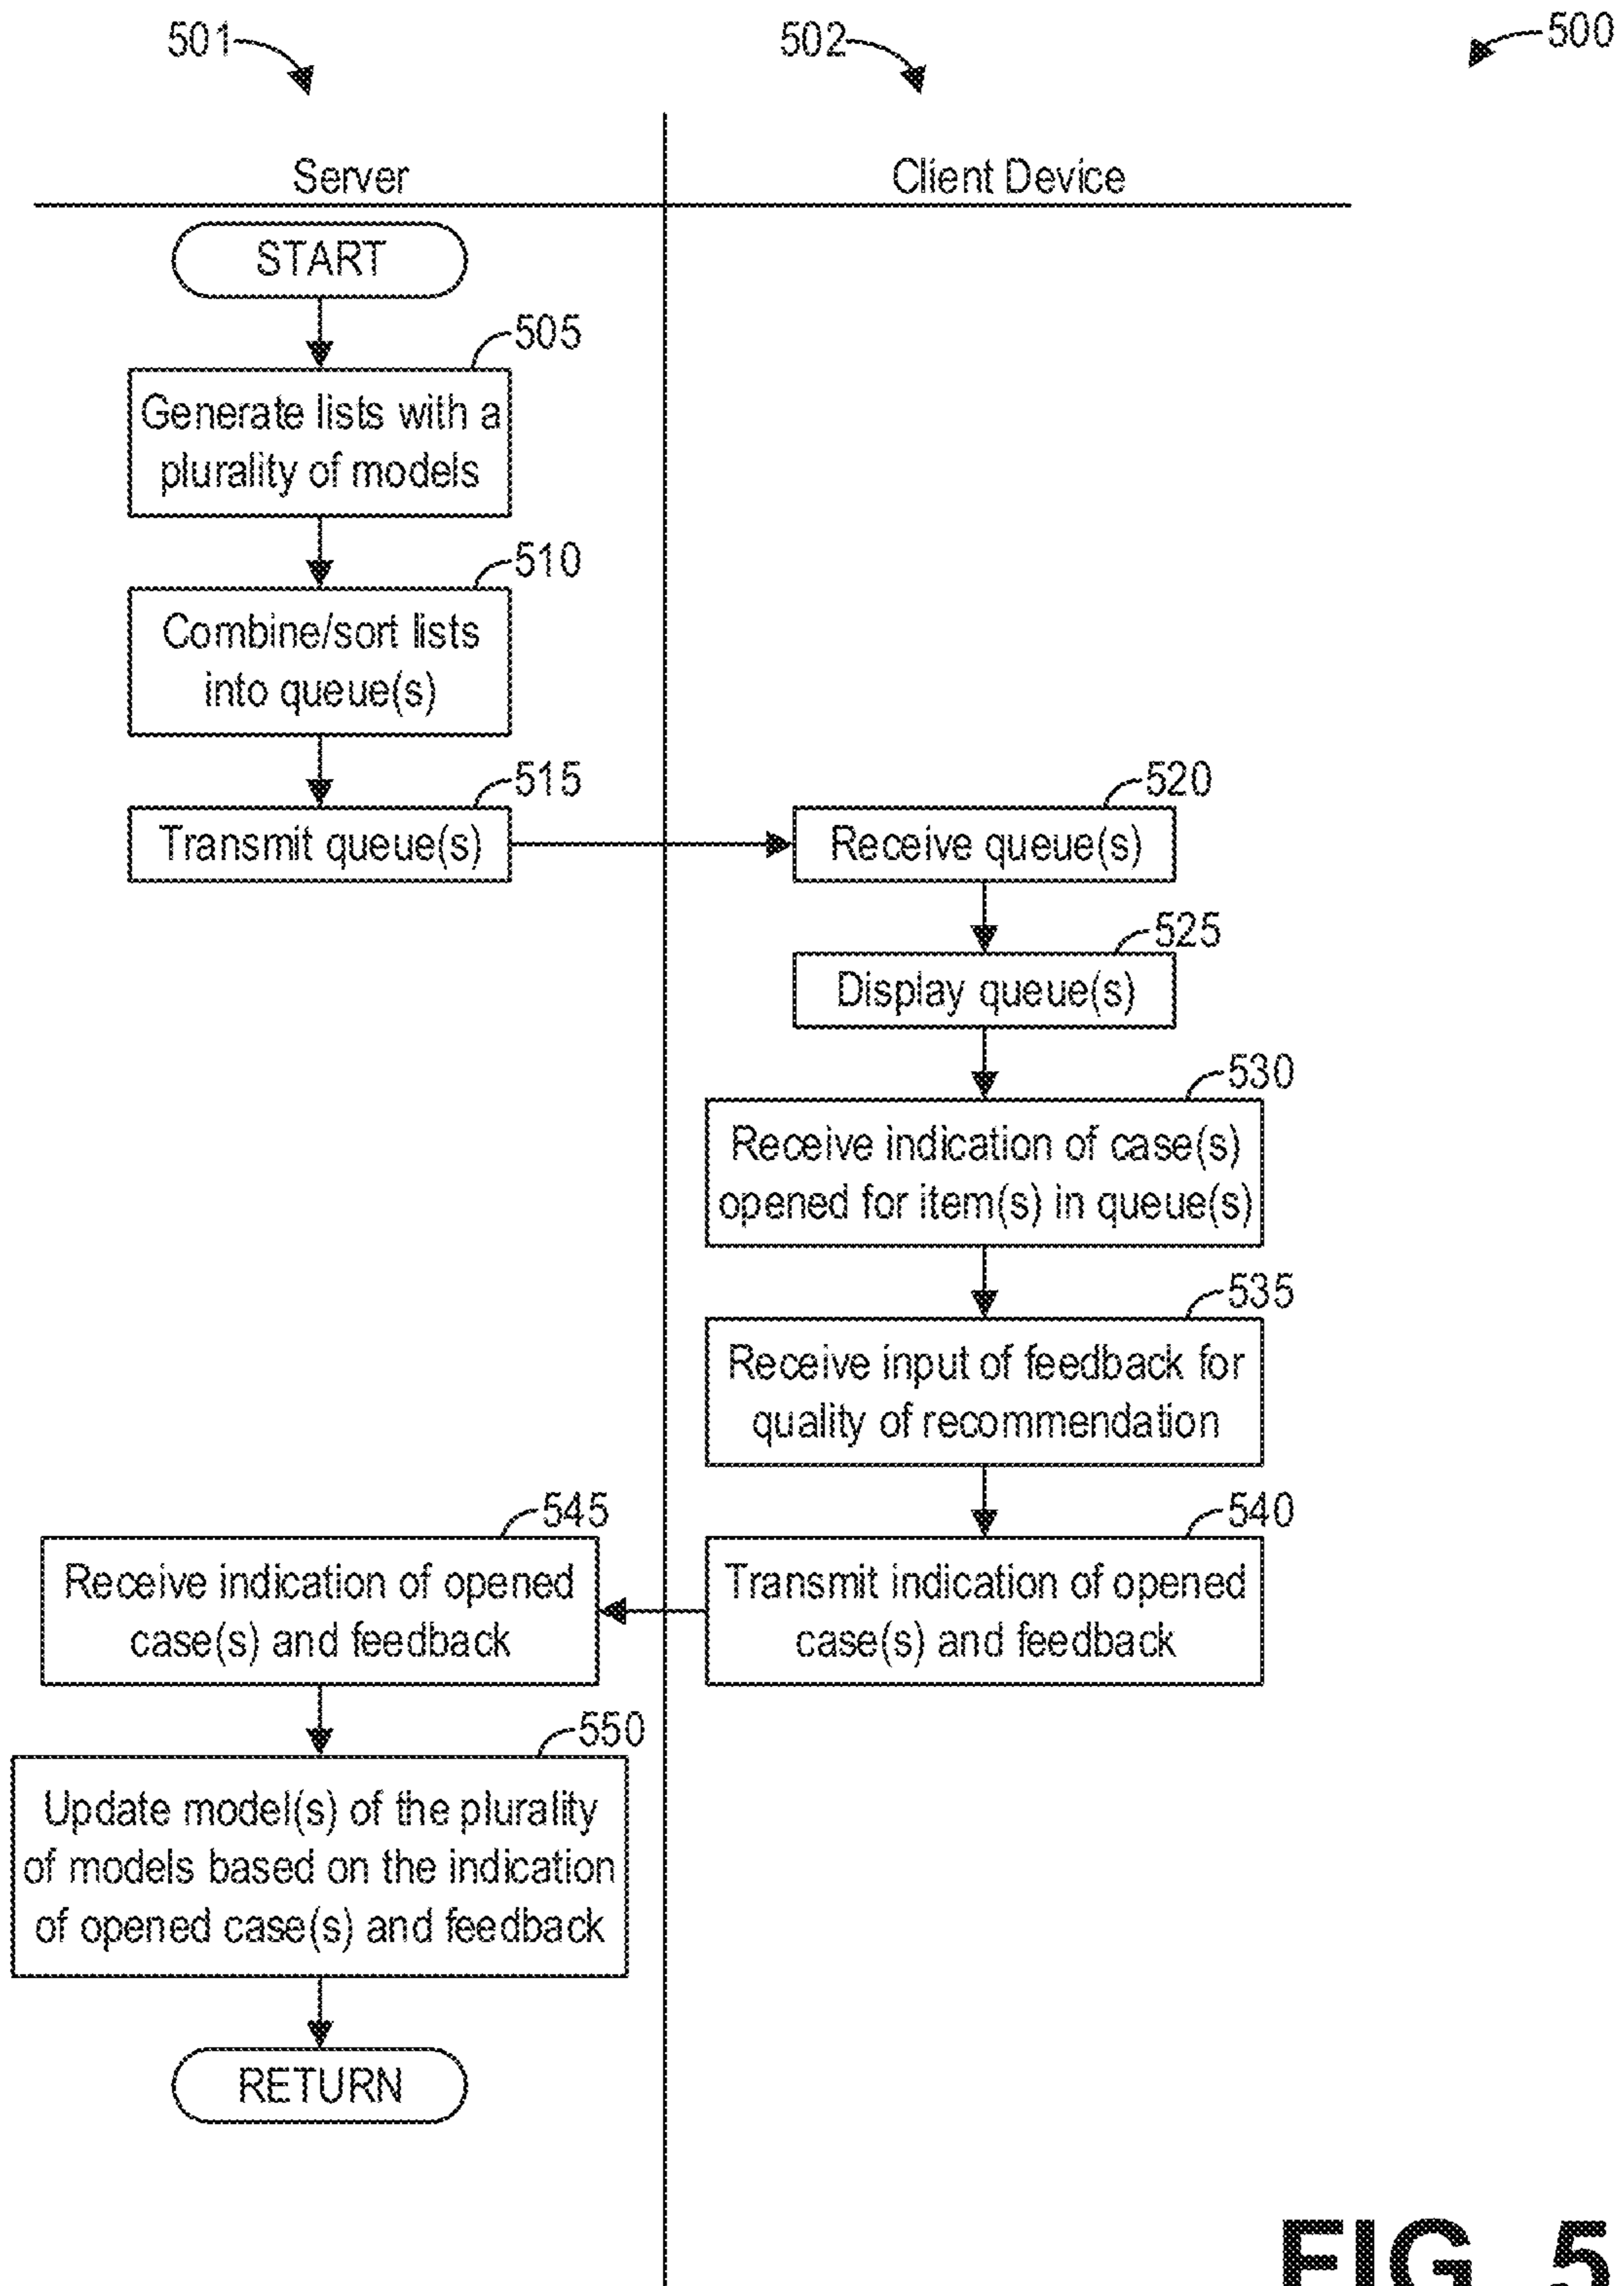 501
502
500
Server
Client Device
START
505
Generate lists with a
plurality of models
510
Combine/sort lists
into queue(s)
515
Transmit queue(s)
520
Receive queue(s)
525
Display queue(s)
530
Receive indication of case(s)
opened for item(s) in queue(s)
535
Receive input of feedback for
quality of recommendation
540
Transmit indication of opened
case(s) and feedback
545
Receive indication of opened
case(s) and feedback
550
Update model(s) of the plurality
of models based on the indication
of opened case(s) and feedback
RETURN
FIG. 5